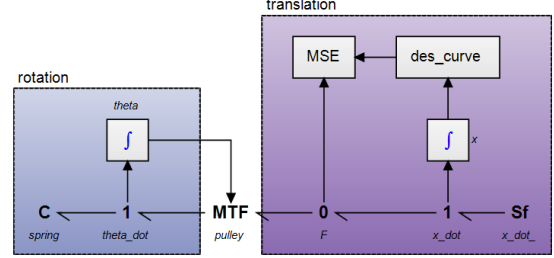 translation
MSE
des_curve
rotation
theta
∫
∫
x
C
1
MTF
0
1
Sf
spring
theta_dot
pulley
F
x_dot
x_dot_